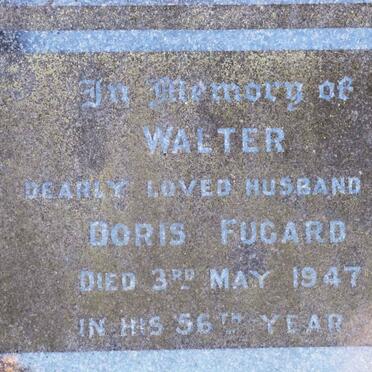 In Memory of
WALTER
DEARLY LOVED HUSBAND
DORIS FUGARD
DIED 3RD MAY 1947
IN HIS 56TH YEAR